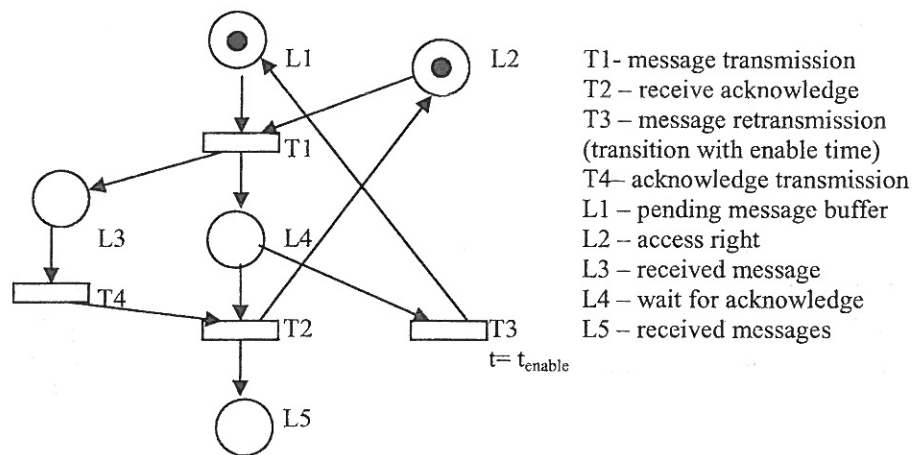 L1
L2
T1
L3
L4
T4
T2
T3
t= t_enable
L5
T1- message transmission
T2 – receive acknowledge
T3 – message retransmission
(transition with enable time)
T4– acknowledge transmission
L1 – pending message buffer
L2 – access right
L3 – received message
L4 – wait for acknowledge
L5 – received messages